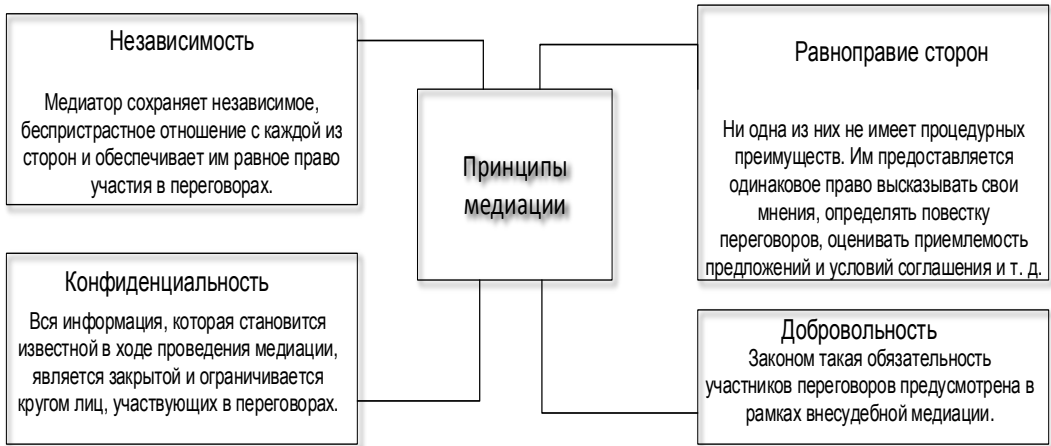 Независимость
Медиатор сохраняет независимое,
беспристрастное отношение с каждой из
сторон и обеспечивает им равное право
участия в переговорах.
Равноправие сторон
Ни одна из них не имеет процедурных
преимуществ. Им предоставляется
одинаковое право высказывать свои
мнения, определять повестку
переговоров, оценивать приемлемость
предложений и условий соглашения и т. д.
Принципы
медиации
Конфиденциальность
Вся информация, которая становится
известной в ходе проведения медиации,
является закрытой и ограничивается
кругом лиц, участвующих в переговорах.
Добровольность
Законом такая обязательность
участников переговоров предусмотрена в
рамках внесудебной медиации.